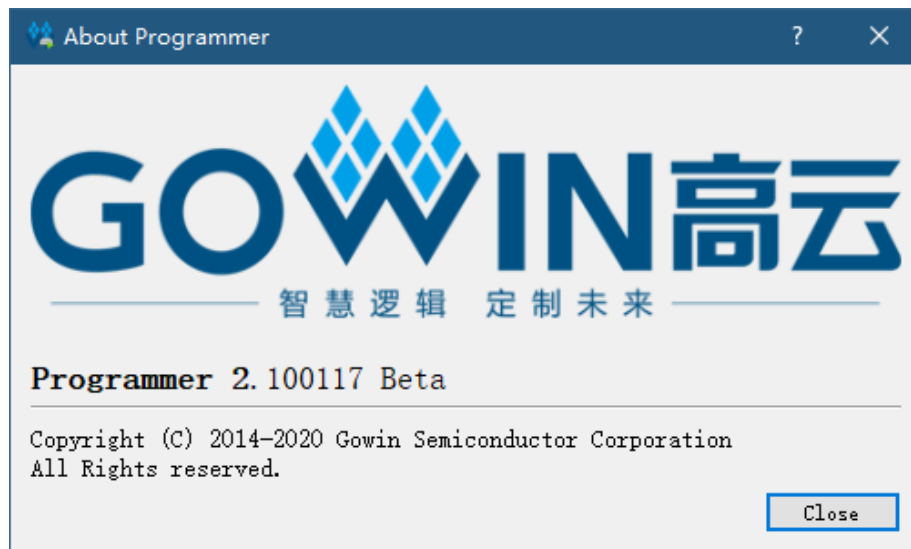 About Programmer
GOWIN高云
智慧逻辑 定制未来
Programmer 2.100117 Beta
Copyright (C) 2014-2020 Gowin Semiconductor Corporation
All Rights reserved.
Close